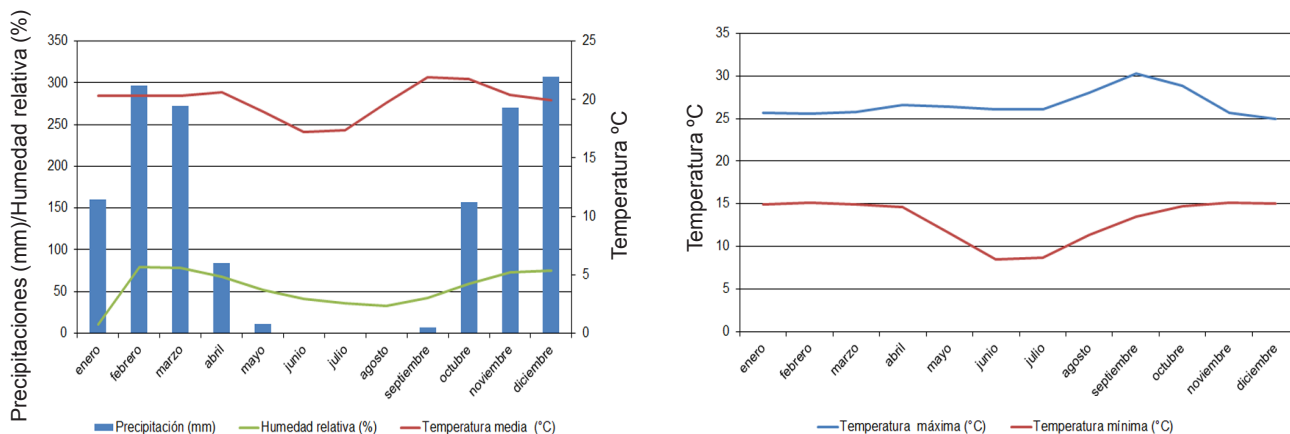 Precipitaciones (mm)/Humedad relativa (%)
350
300
250
200
150
100
50
0
25
20
15
10
5
0
Temperatura ºC
enero
febrero
marzo
abril
mayo
junio
julio
agosto
septiembre
octubre
noviembre
diciembre
Precipitación (mm)
Humedad relativa (%)
Temperatura media (°C)
Temperatura ºC
35
30
25
20
15
10
5
0
enero
febrero
marzo
abril
mayo
junio
julio
agosto
septiembre
octubre
noviembre
diciembre
Temperatura máxima (°C)
Temperatura mínima (°C)